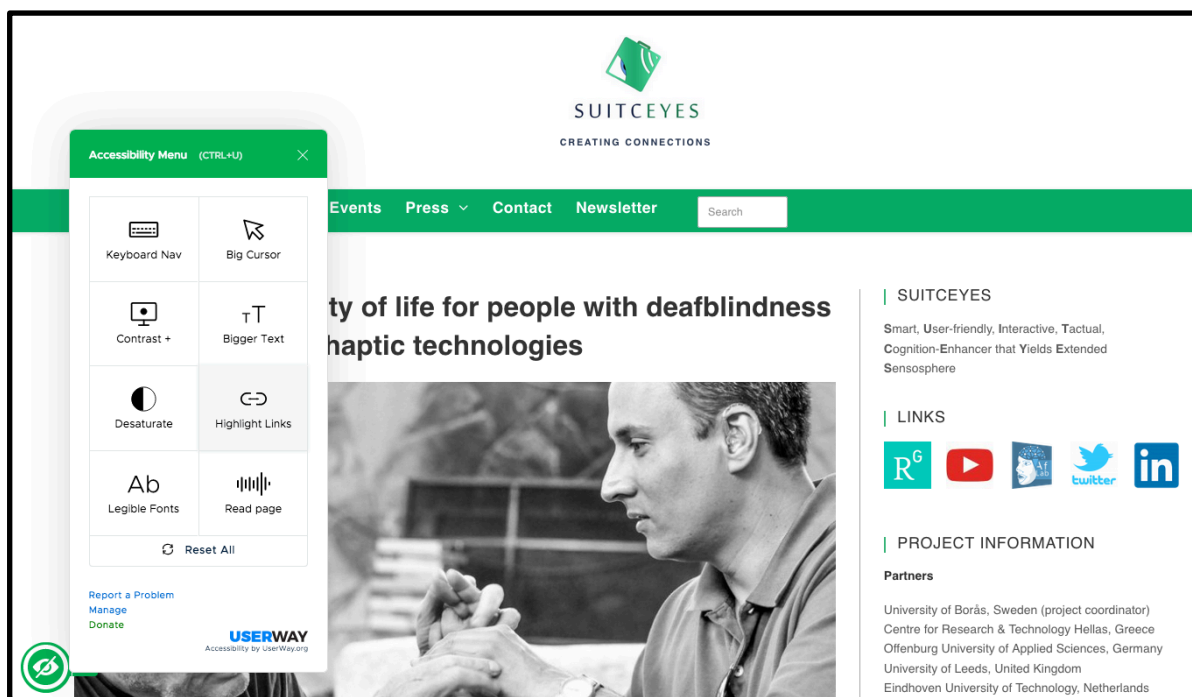 SUITCEYES
CREATING CONNECTIONS
Accessibility Menu (CTRL+U)
Events Press Contact Newsletter Search
Keyboard Nav Big Cursor
Contrast + Bigger Text
Desaturate Highlight Links
Ab
Legible Fonts Read page
Reset All
Report a Problem
Manage
Donate
USERWAY
Accessibility by UserWay.org
ty of life for people with deafblindness
haptic technologies
SUITCEYES
Smart, User-friendly, Interactive, Tactual,
Cognition-Enhancer that Yields Extended
Sensosphere
LINKS
RG
Af Lab
twitter
in
PROJECT INFORMATION
Partners
University of Borås, Sweden (project coordinator)
Centre for Research & Technology Hellas, Greece
Offenburg University of Applied Sciences, Germany
University of Leeds, United Kingdom
Eindhoven University of Technology, Netherlands